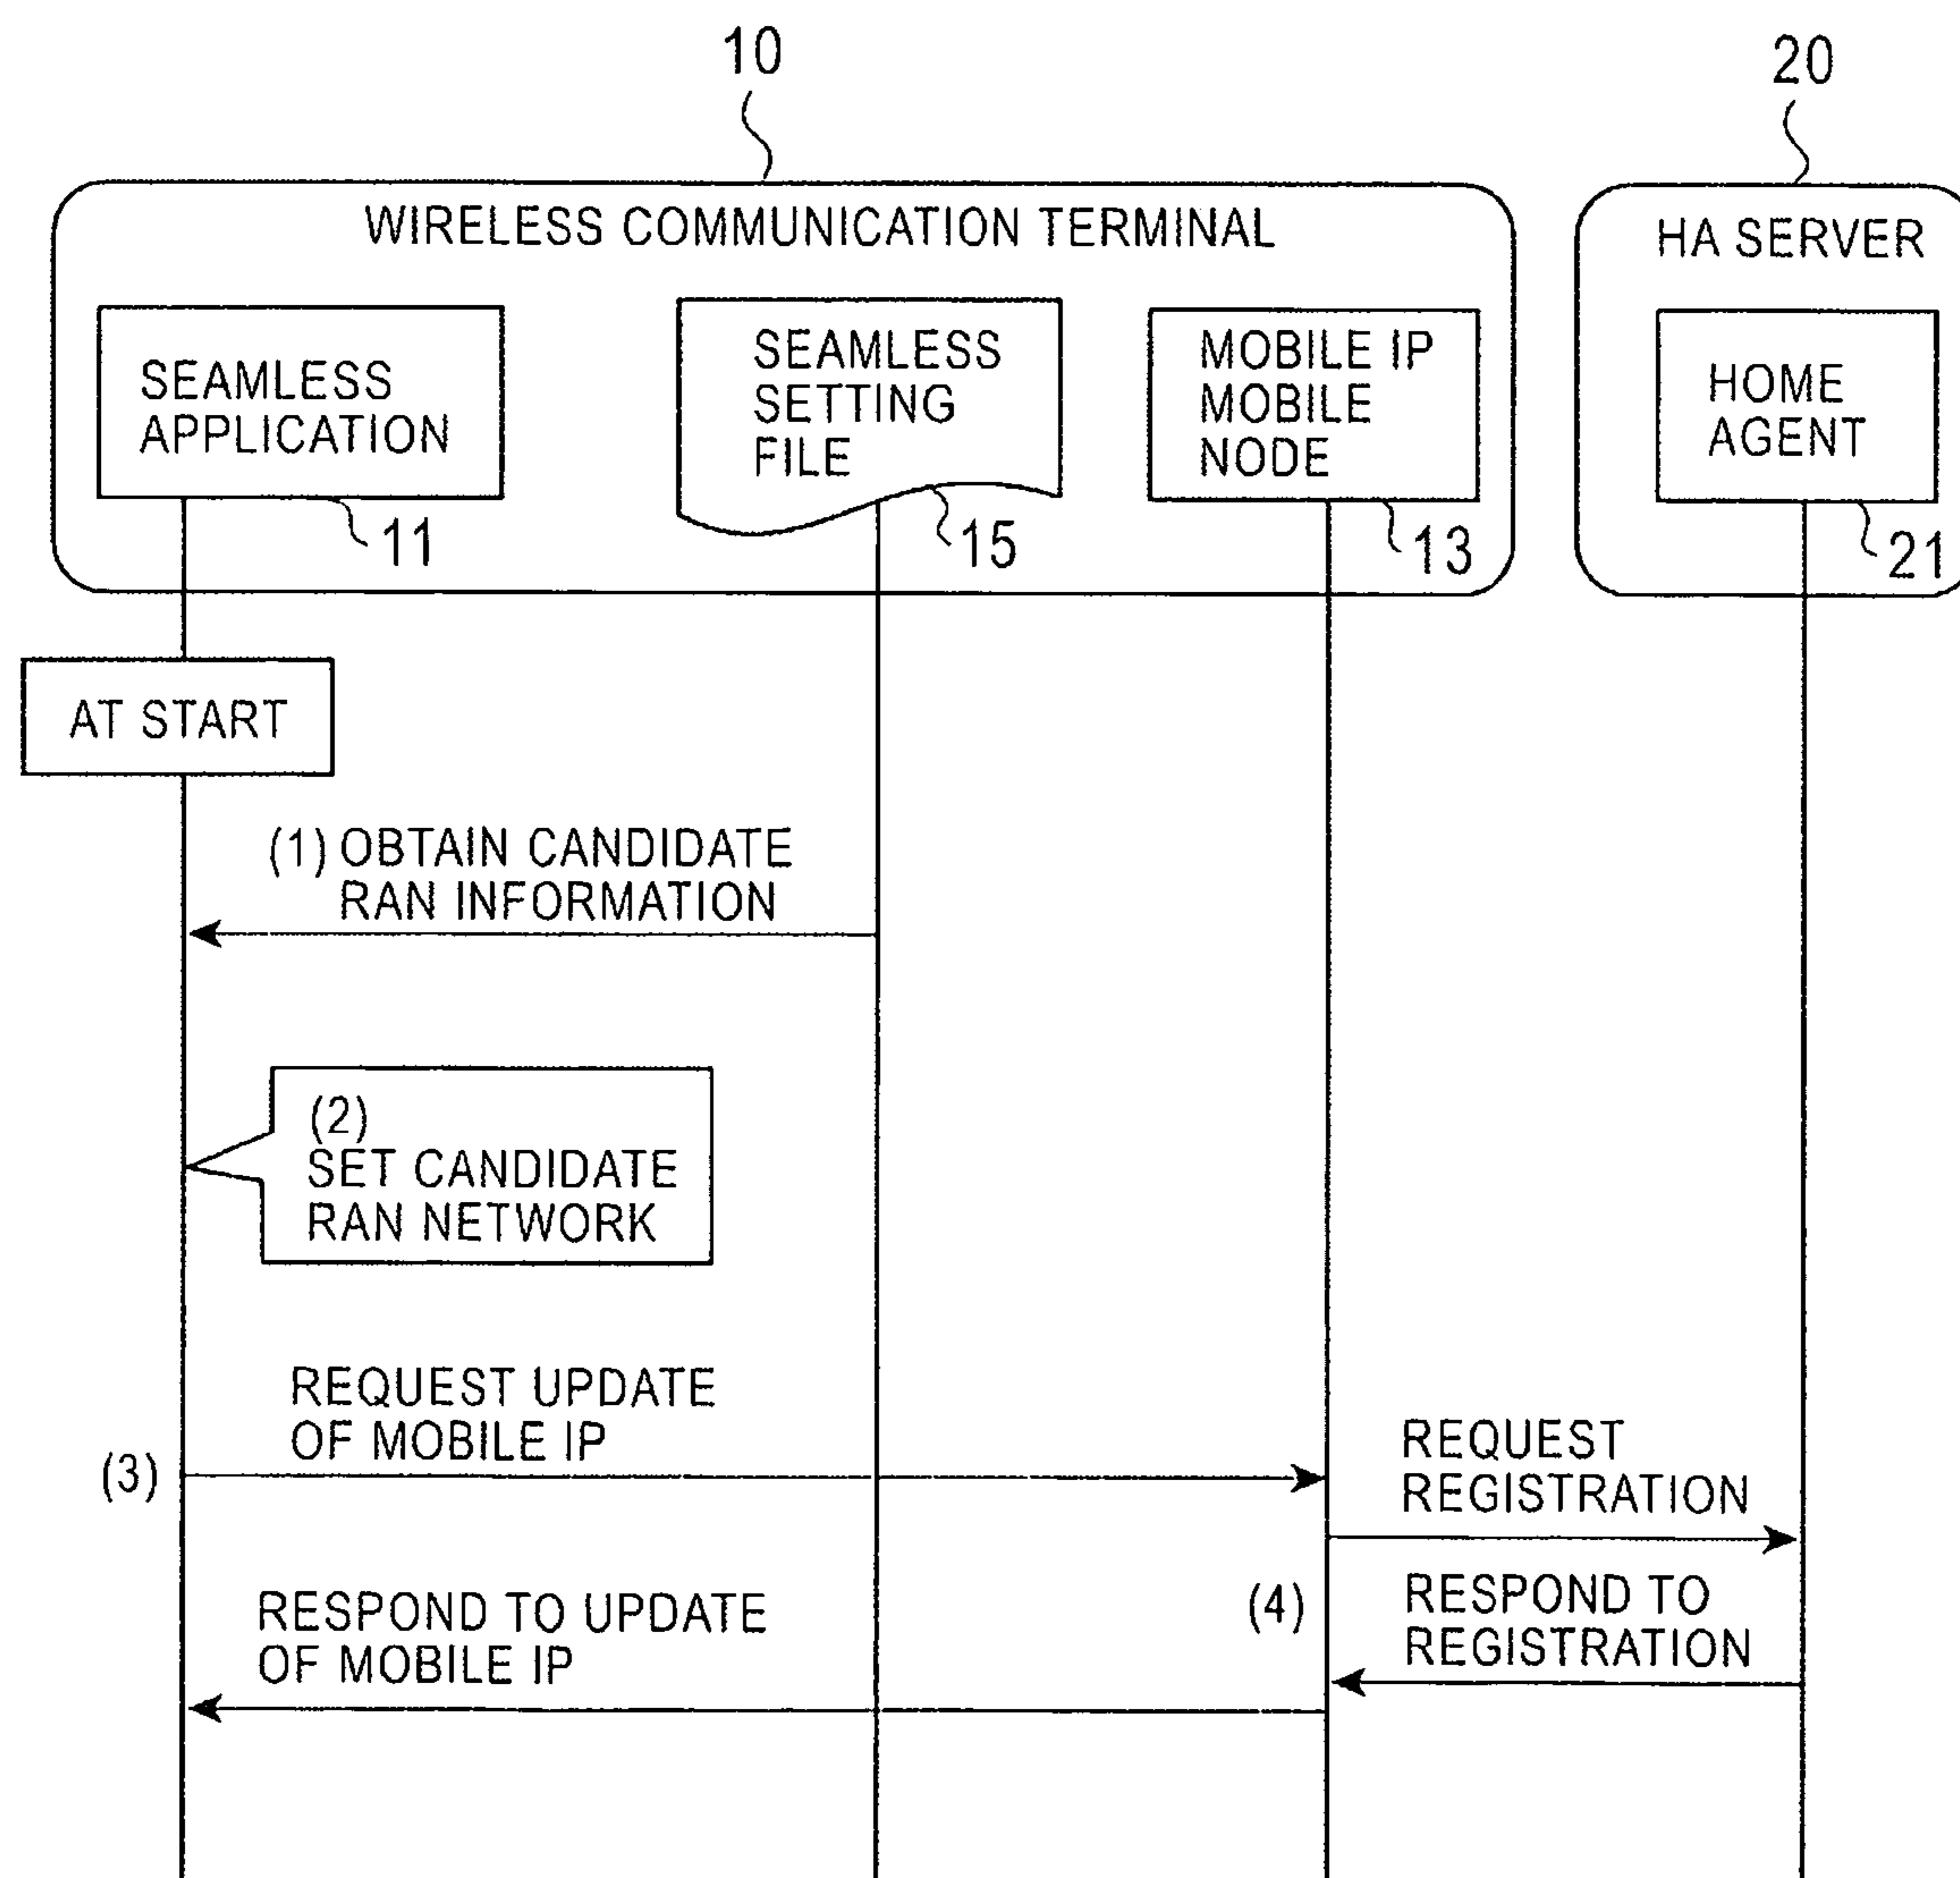 10
20
WIRELESS COMMUNICATION TERMINAL
HA SERVER
SEAMLESS
APPLICATION
11
SEAMLESS
SETTING
FILE
15
MOBILE IP
MOBILE
NODE
13
HOME
AGENT
21
AT START
(1) OBTAIN CANDIDATE
RAN INFORMATION
(2)
SET CANDIDATE
RAN NETWORK
REQUEST UPDATE
OF MOBILE IP
(3)
REQUEST
REGISTRATION
(4)
RESPOND TO
REGISTRATION
RESPOND TO UPDATE
OF MOBILE IP